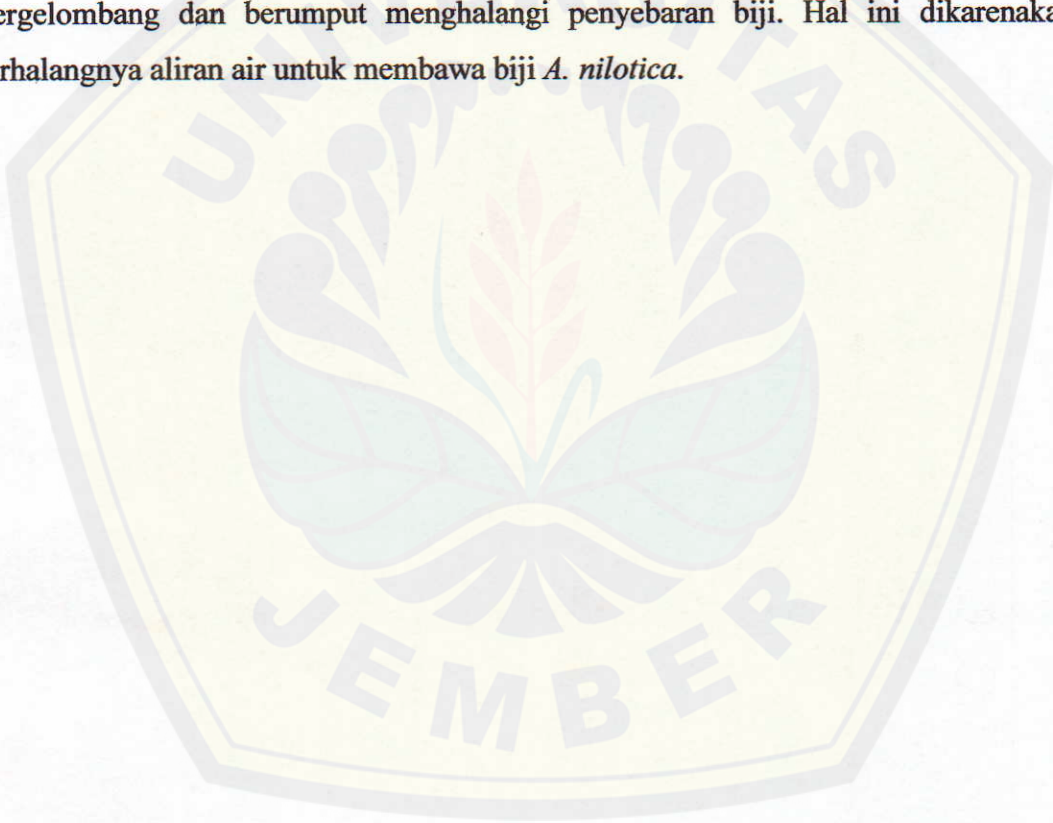 ergelombang dan berumput menghalangi penyebaran biji. Hal ini dikarenaka
rhalangnya aliran air untuk membawa biji A. nilotica.
UNIVERSITAS
JEMBER